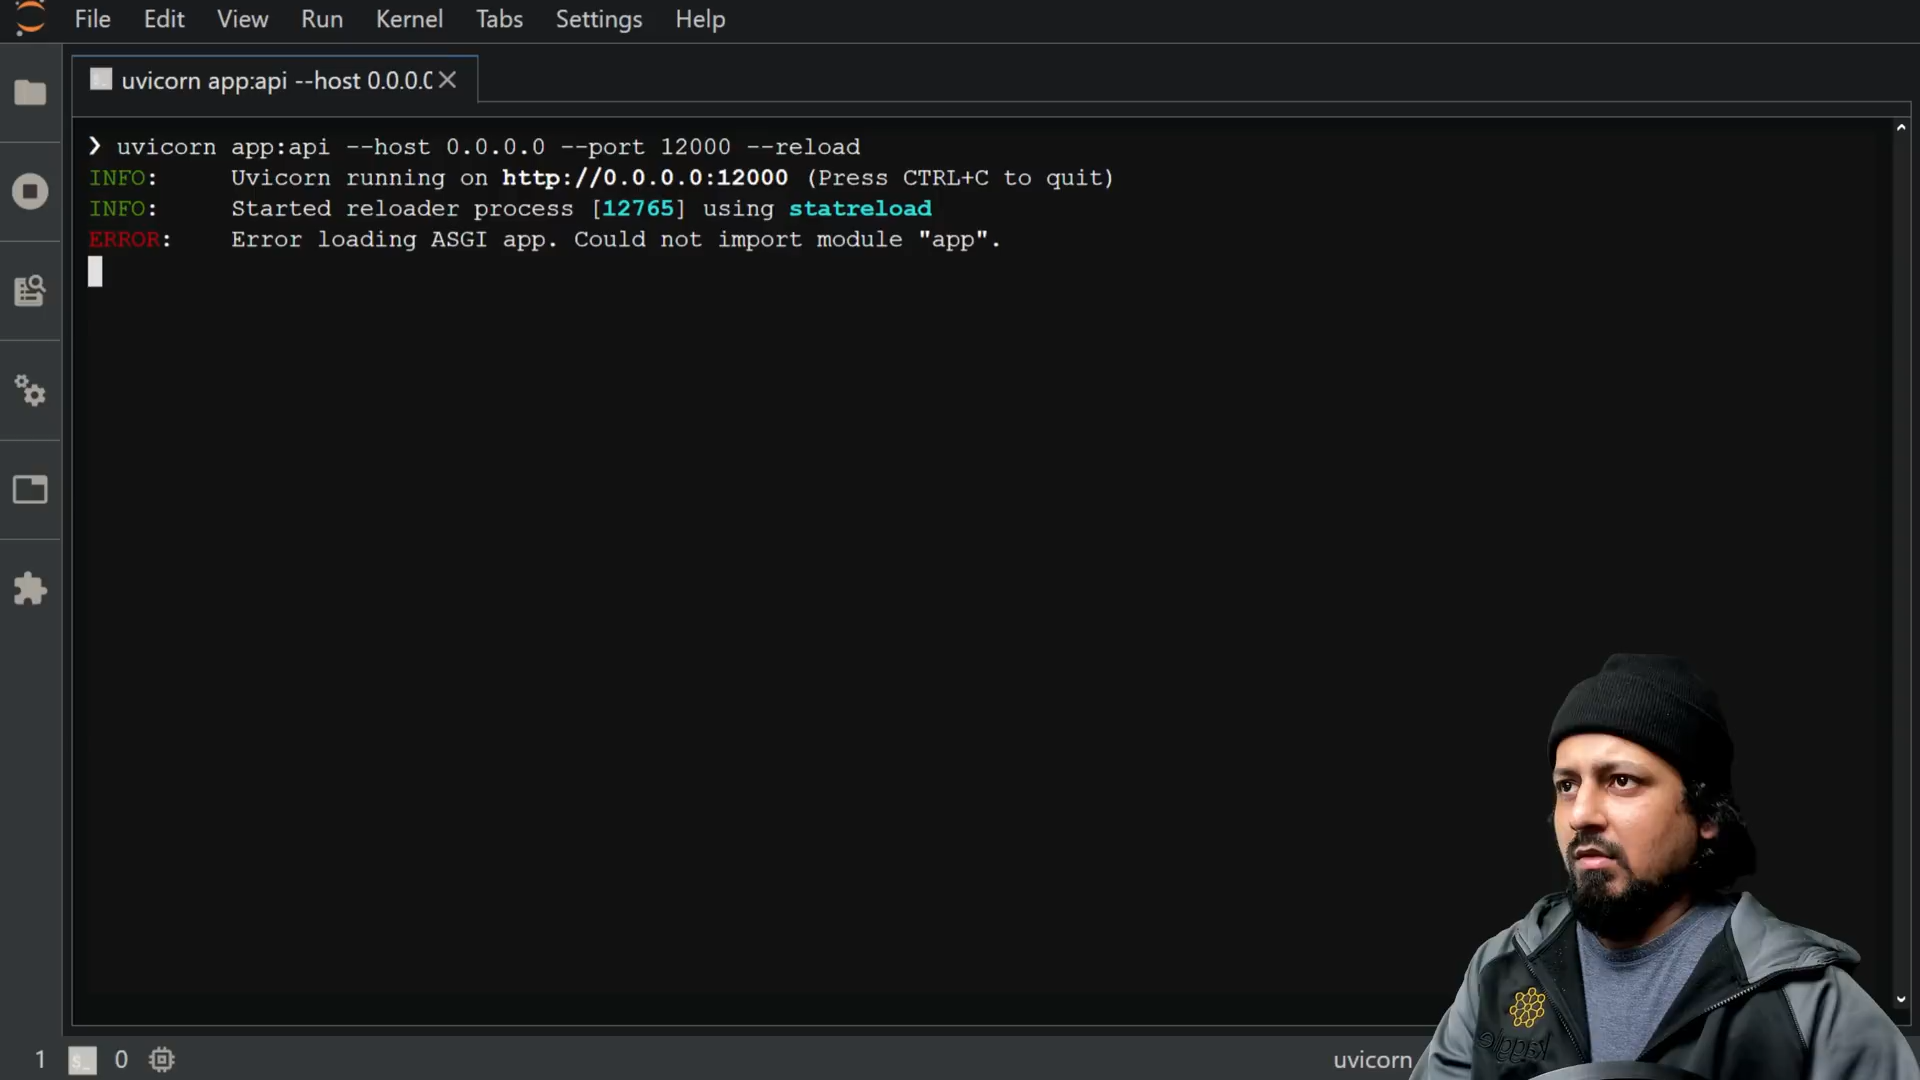 File Edit View Run Kernel Tabs Settings Help
uvicorn app:api --host 0.0.0.0
❯ uvicorn app:api --host 0.0.0.0 --port 12000 --reload
INFO: Uvicorn running on http://0.0.0.0:12000 (Press CTRL+C to quit)
INFO: Started reloader process [12765] using statreload
ERROR: Error loading ASGI app. Could not import module "app".
kaggle
1 s_ 0 uvicorn